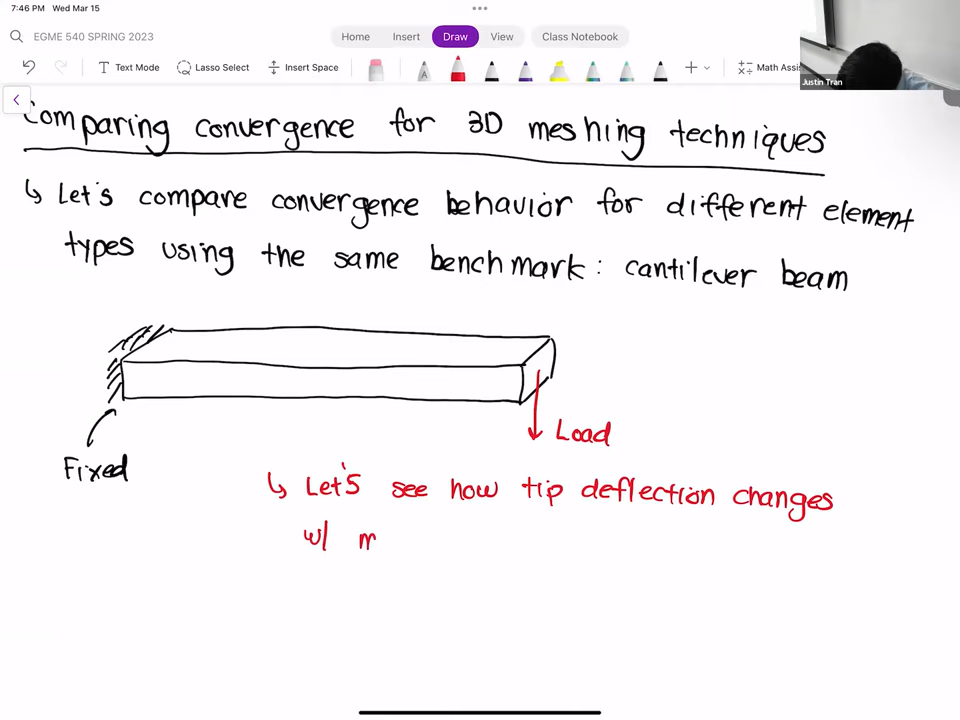 7:46 PM Wed Mar 15
EGME 540 SPRING 2023
Home Insert Draw View Class Notebook
Text Mode Lasso Select Insert Space Math Assis
Justin Tran
Comparing convergence for 3D meshing techniques
↳ Let's compare convergence behavior for different element
types using the same benchmark: cantilever beam
Load
Fixed
↳ Let's see how tip deflection changes
w/ m